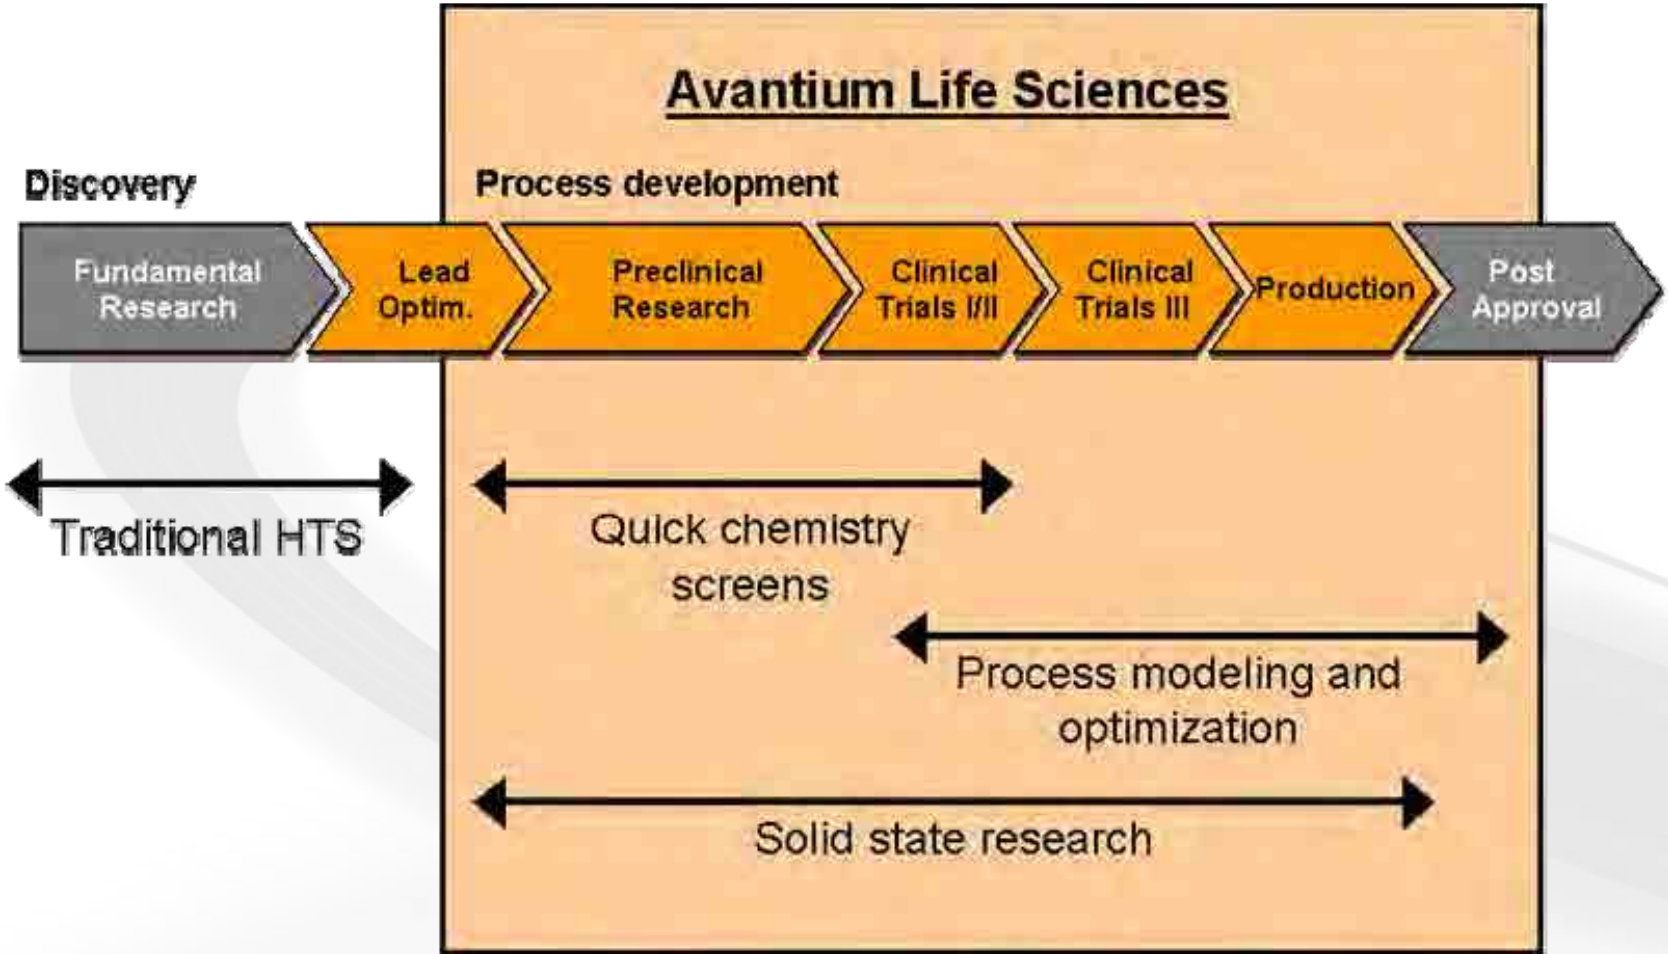 Avantium Life Sciences
Discovery
Process development
Fundamental
Research
Lead
Optim.
Preclinical
Research
Clinical
Trials I/II
Clinical
Trials III
Production
Post
Approval
Traditional HTS
Quick chemistry
screens
Process modeling and
optimization
Solid state research